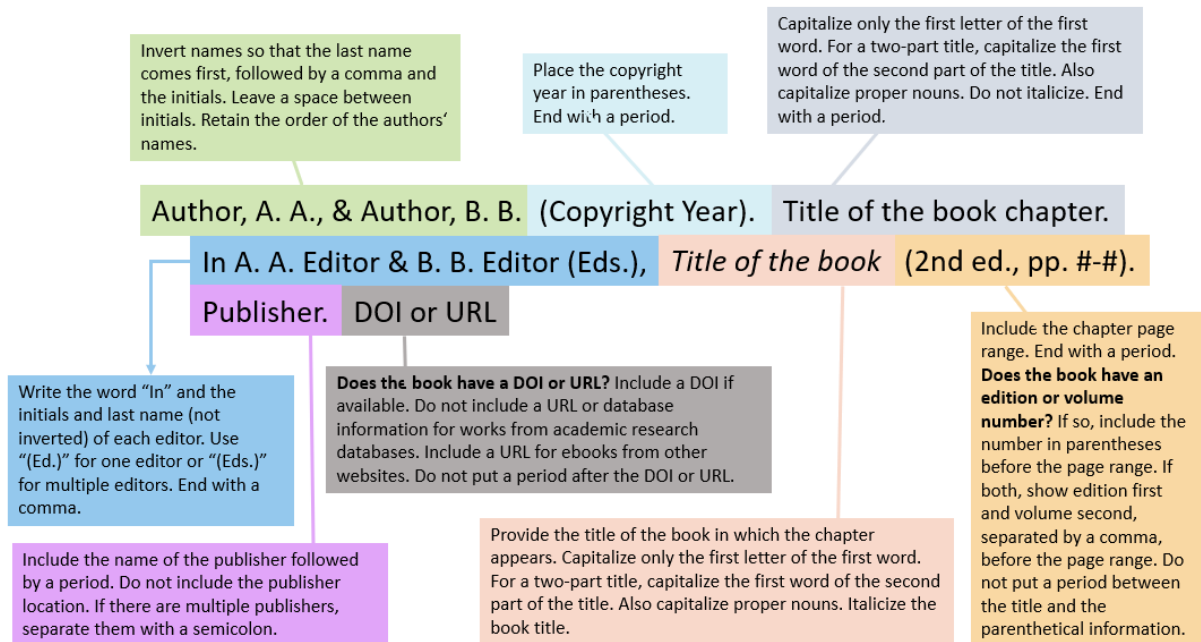 Invert names so that the last name
comes first, followed by a comma and
the initials. Leave a space between
initials. Retain the order of the authors‘
names.
Place the copyright
year in parentheses.
End with a period.
Capitalize only the first letter of the first
word. For a two-part title, capitalize the first
word of the second part of the title. Also
capitalize proper nouns. Do not italicize. End
with a period.
Author, A. A., & Author, B. B. (Copyright Year). Title of the book chapter.
In A. A. Editor & B. B. Editor (Eds.), Title of the book (2nd ed., pp. #-#).
Publisher. DOI or URL
Write the word “In” and the
initials and last name (not
inverted) of each editor. Use
“(Ed.)” for one editor or “(Eds.)”
for multiple editors. End with a
comma.
Does the book have a DOI or URL? Include a DOI if
available. Do not include a URL or database
information for works from academic research
databases. Include a URL for ebooks from other
websites. Do not put a period after the DOI or URL.
Include the chapter page
range. End with a period.
Does the book have an
edition or volume
number? If so, include the
number in parentheses
before the page range. If
both, show edition first
and volume second,
separated by a comma,
before the page range. Do
not put a period between
the title and the
parenthetical information.
Include the name of the publisher followed
by a period. Do not include the publisher
location. If there are multiple publishers,
separate them with a semicolon.
Provide the title of the book in which the chapter
appears. Capitalize only the first letter of the first word.
For a two-part title, capitalize the first word of the second
part of the title. Also capitalize proper nouns. Italicize the
book title.